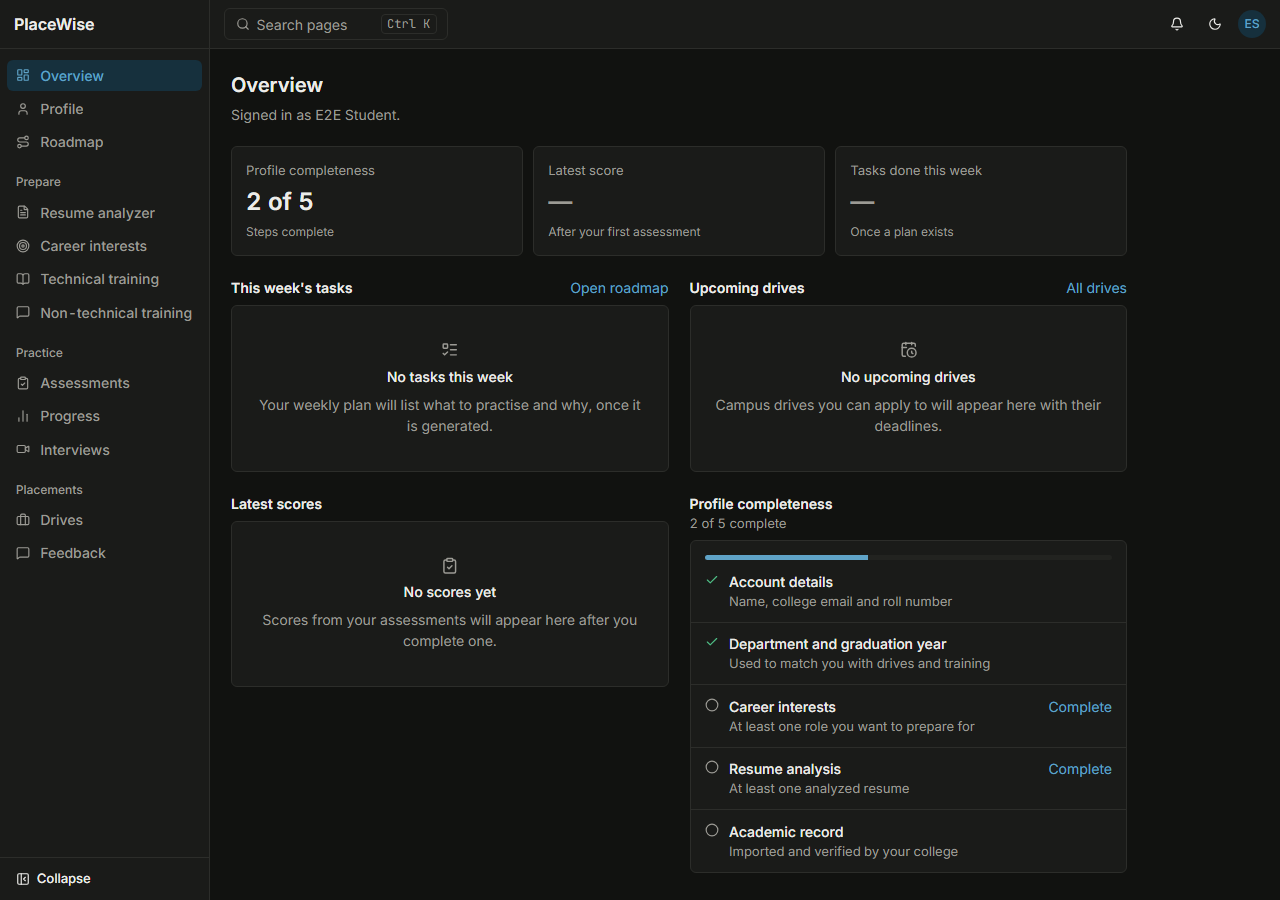 PlaceWise
Search pages
Ctrl K
ES
Overview
Profile
Roadmap
Prepare
Resume analyzer
Career interests
Technical training
Non-technical training
Practice
Assessments
Progress
Interviews
Placements
Drives
Feedback
Collapse
Overview
Signed in as E2E Student.
Profile completeness
2 of 5
Steps complete
Latest score
—
After your first assessment
Tasks done this week
—
Once a plan exists
This week's tasks
Open roadmap
No tasks this week
Your weekly plan will list what to practise and why, once it
is generated.
Upcoming drives
All drives
No upcoming drives
Campus drives you can apply to will appear here with their
deadlines.
Latest scores
No scores yet
Scores from your assessments will appear here after you
complete one.
Profile completeness
2 of 5 complete
Account details
Name, college email and roll number
Department and graduation year
Used to match you with drives and training
Career interests
Complete
At least one role you want to prepare for
Resume analysis
Complete
At least one analyzed resume
Academic record
Imported and verified by your college